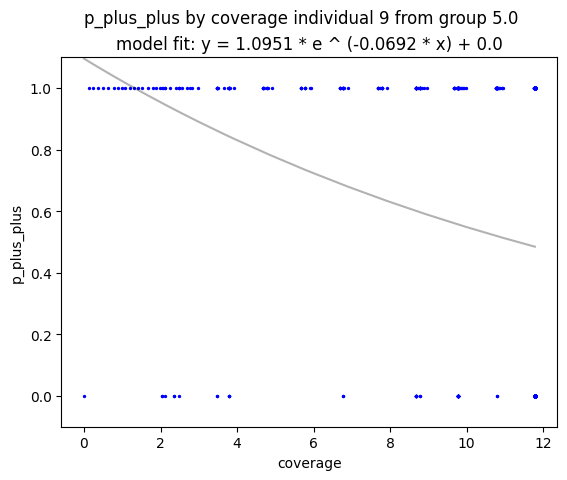 p_plus_plus by coverage individual 9 from group 5.0
model fit: y = 1.0951 * e ^ (-0.0692 * x) + 0.0
1.0
0.8
0.6
0.4
0.2
0.0
p_plus_plus
0 2 4 6 8 10 12
coverage